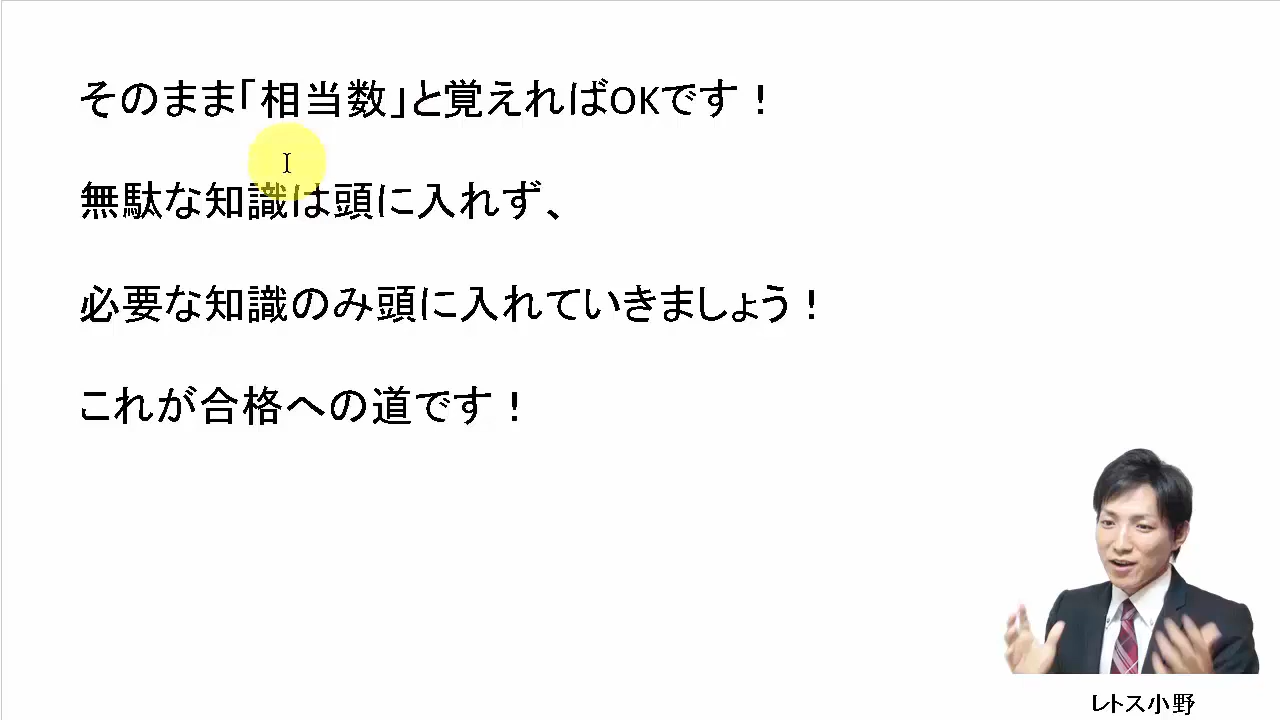 そのまま「相当数」と覚えればOKです！
無駄な知識は頭に入れず、
必要な知識のみ頭に入れていきましょう！
これが合格への道です！
レトス小野